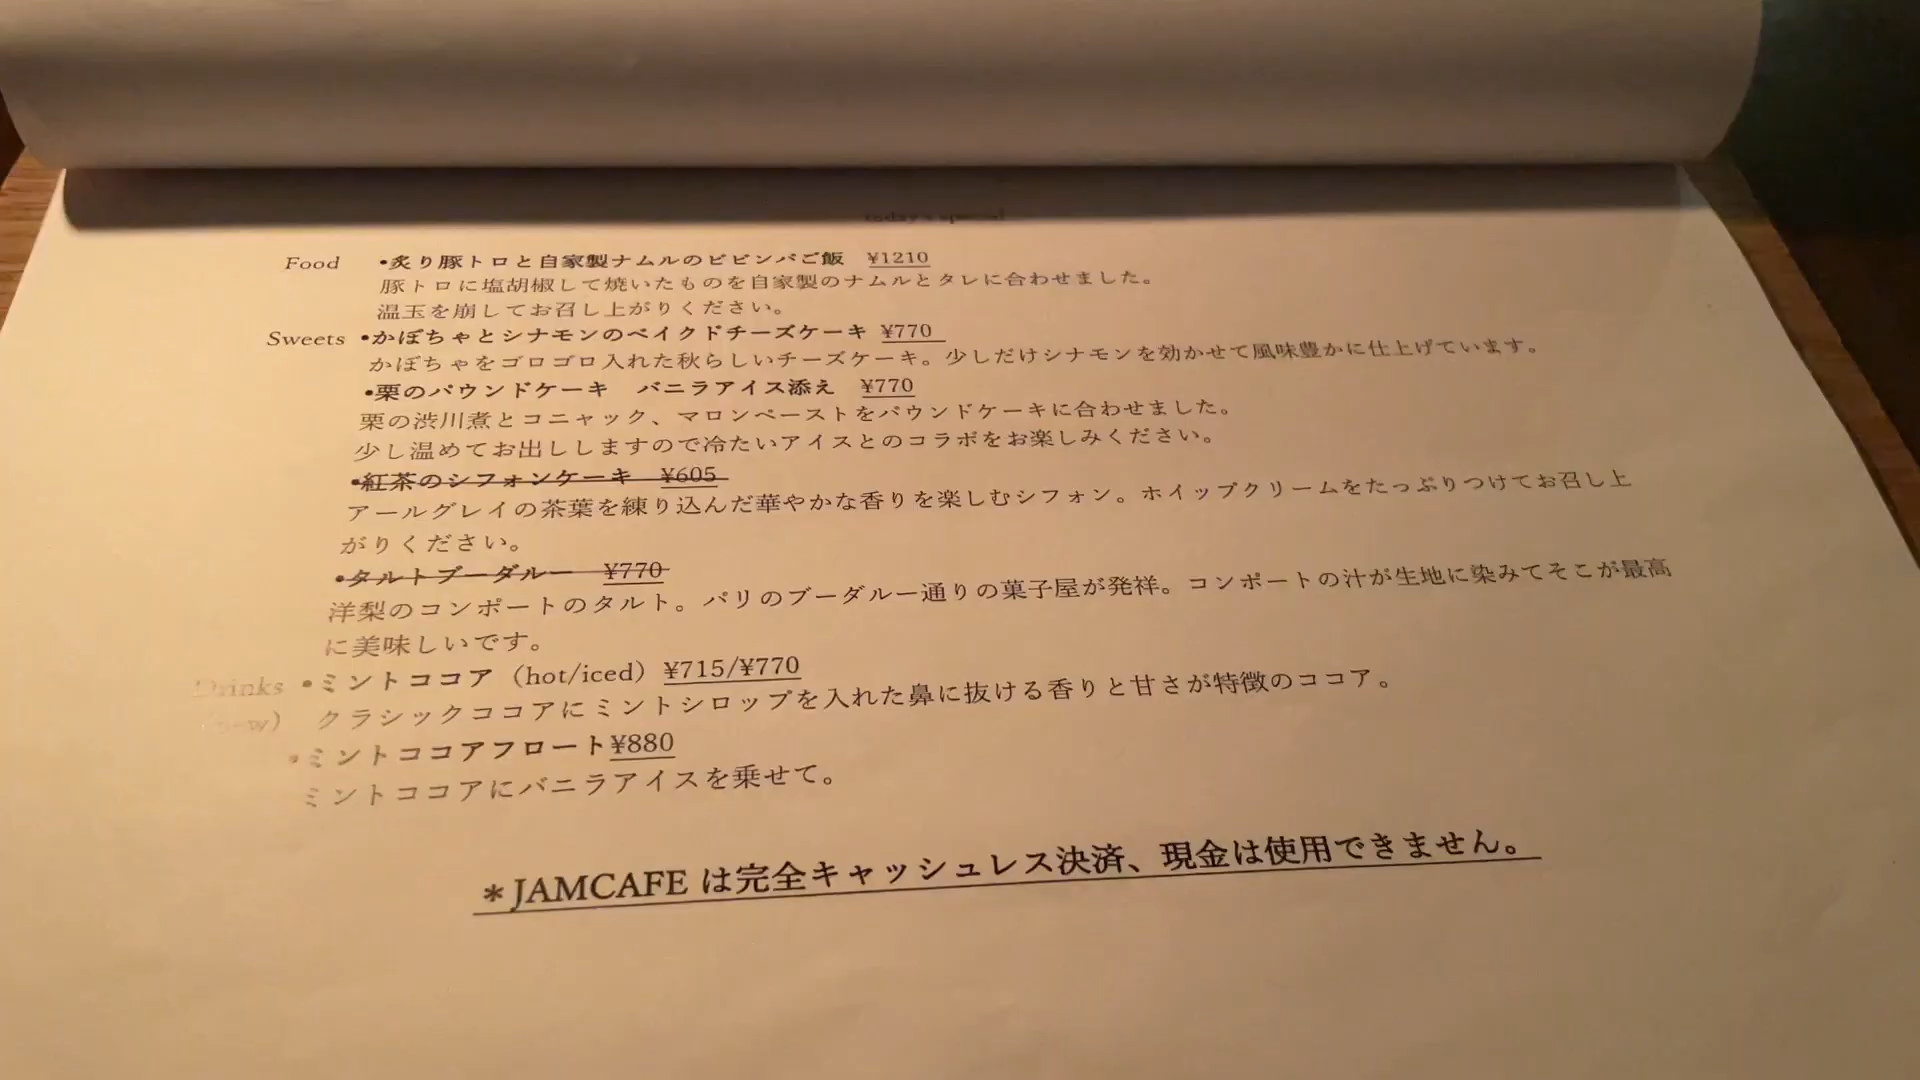 today's special
Food •炙り豚トロと自家製ナムルのビビンバご飯 ¥1210
豚トロに塩胡椒して焼いたものを自家製のナムルとタレに合わせました。
温玉を崩してお召し上がりください。
Sweets •かぼちゃとシナモンのベイクドチーズケーキ ¥770
かぼちゃをゴロゴロ入れた秋らしいチーズケーキ。少しだけシナモンを効かせて風味豊かに仕上げています。
•栗のパウンドケーキ バニラアイス添え ¥770
栗の渋川煮とコニャック、マロンペーストをパウンドケーキに合わせました。
少し温めてお出ししますので冷たいアイスとのコラボをお楽しみください。
•紅茶のシフォンケーキ ¥605
アールグレイの茶葉を練り込んだ華やかな香りを楽しむシフォン。ホイップクリームをたっぷりつけてお召し上
がりください。
•タルトブーダルー ¥770
洋梨のコンポートのタルト。パリのブーダルー通りの菓子屋が発祥。コンポートの汁が生地に染みてそこが最高
に美味しいです。
Drinks •ミントココア（hot/iced）¥715/¥770
クラシックココアにミントシロップを入れた鼻に抜ける香りと甘さが特徴のココア。
•ミントココアフロート¥880
ミントココアにバニラアイスを乗せて。
＊JAMCAFE は完全キャッシュレス決済、現金は使用できません。